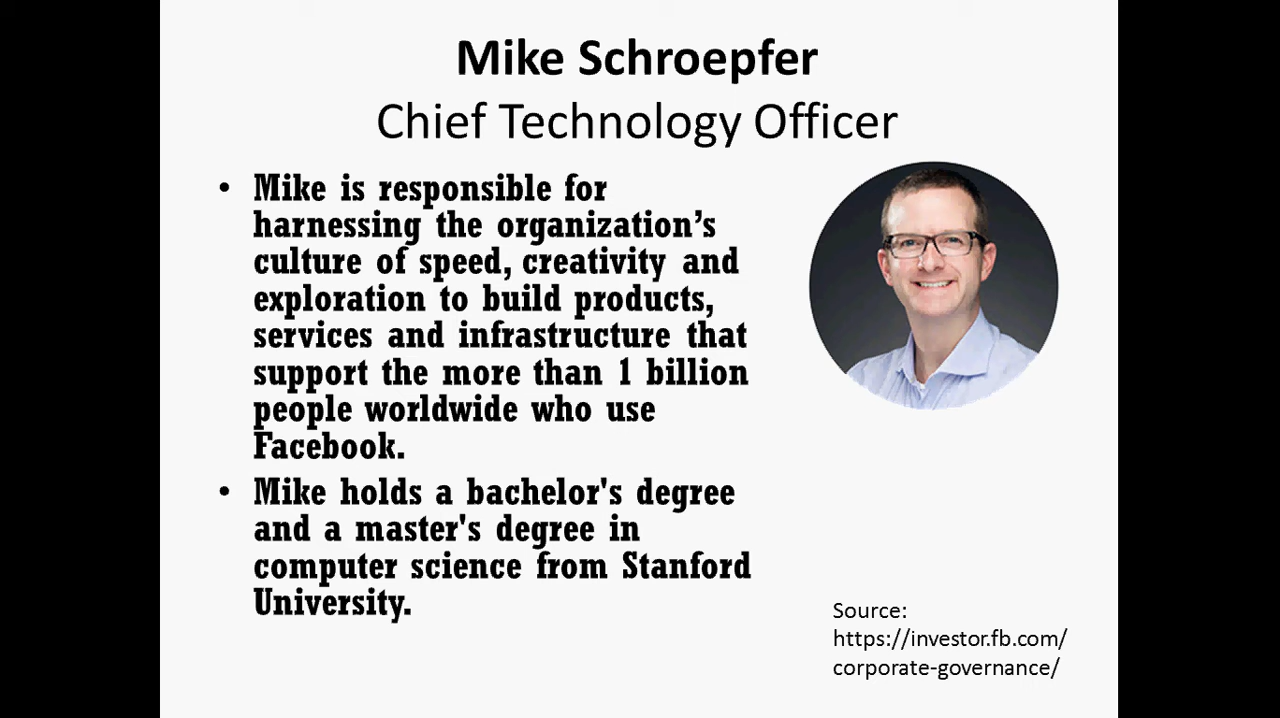 Mike Schroepfer
Chief Technology Officer
• Mike is responsible for
harnessing the organization’s
culture of speed, creativity and
exploration to build products,
services and infrastructure that
support the more than 1 billion
people worldwide who use
Facebook.
• Mike holds a bachelor's degree
and a master's degree in
computer science from Stanford
University.
Source:
https://investor.fb.com/
corporate-governance/